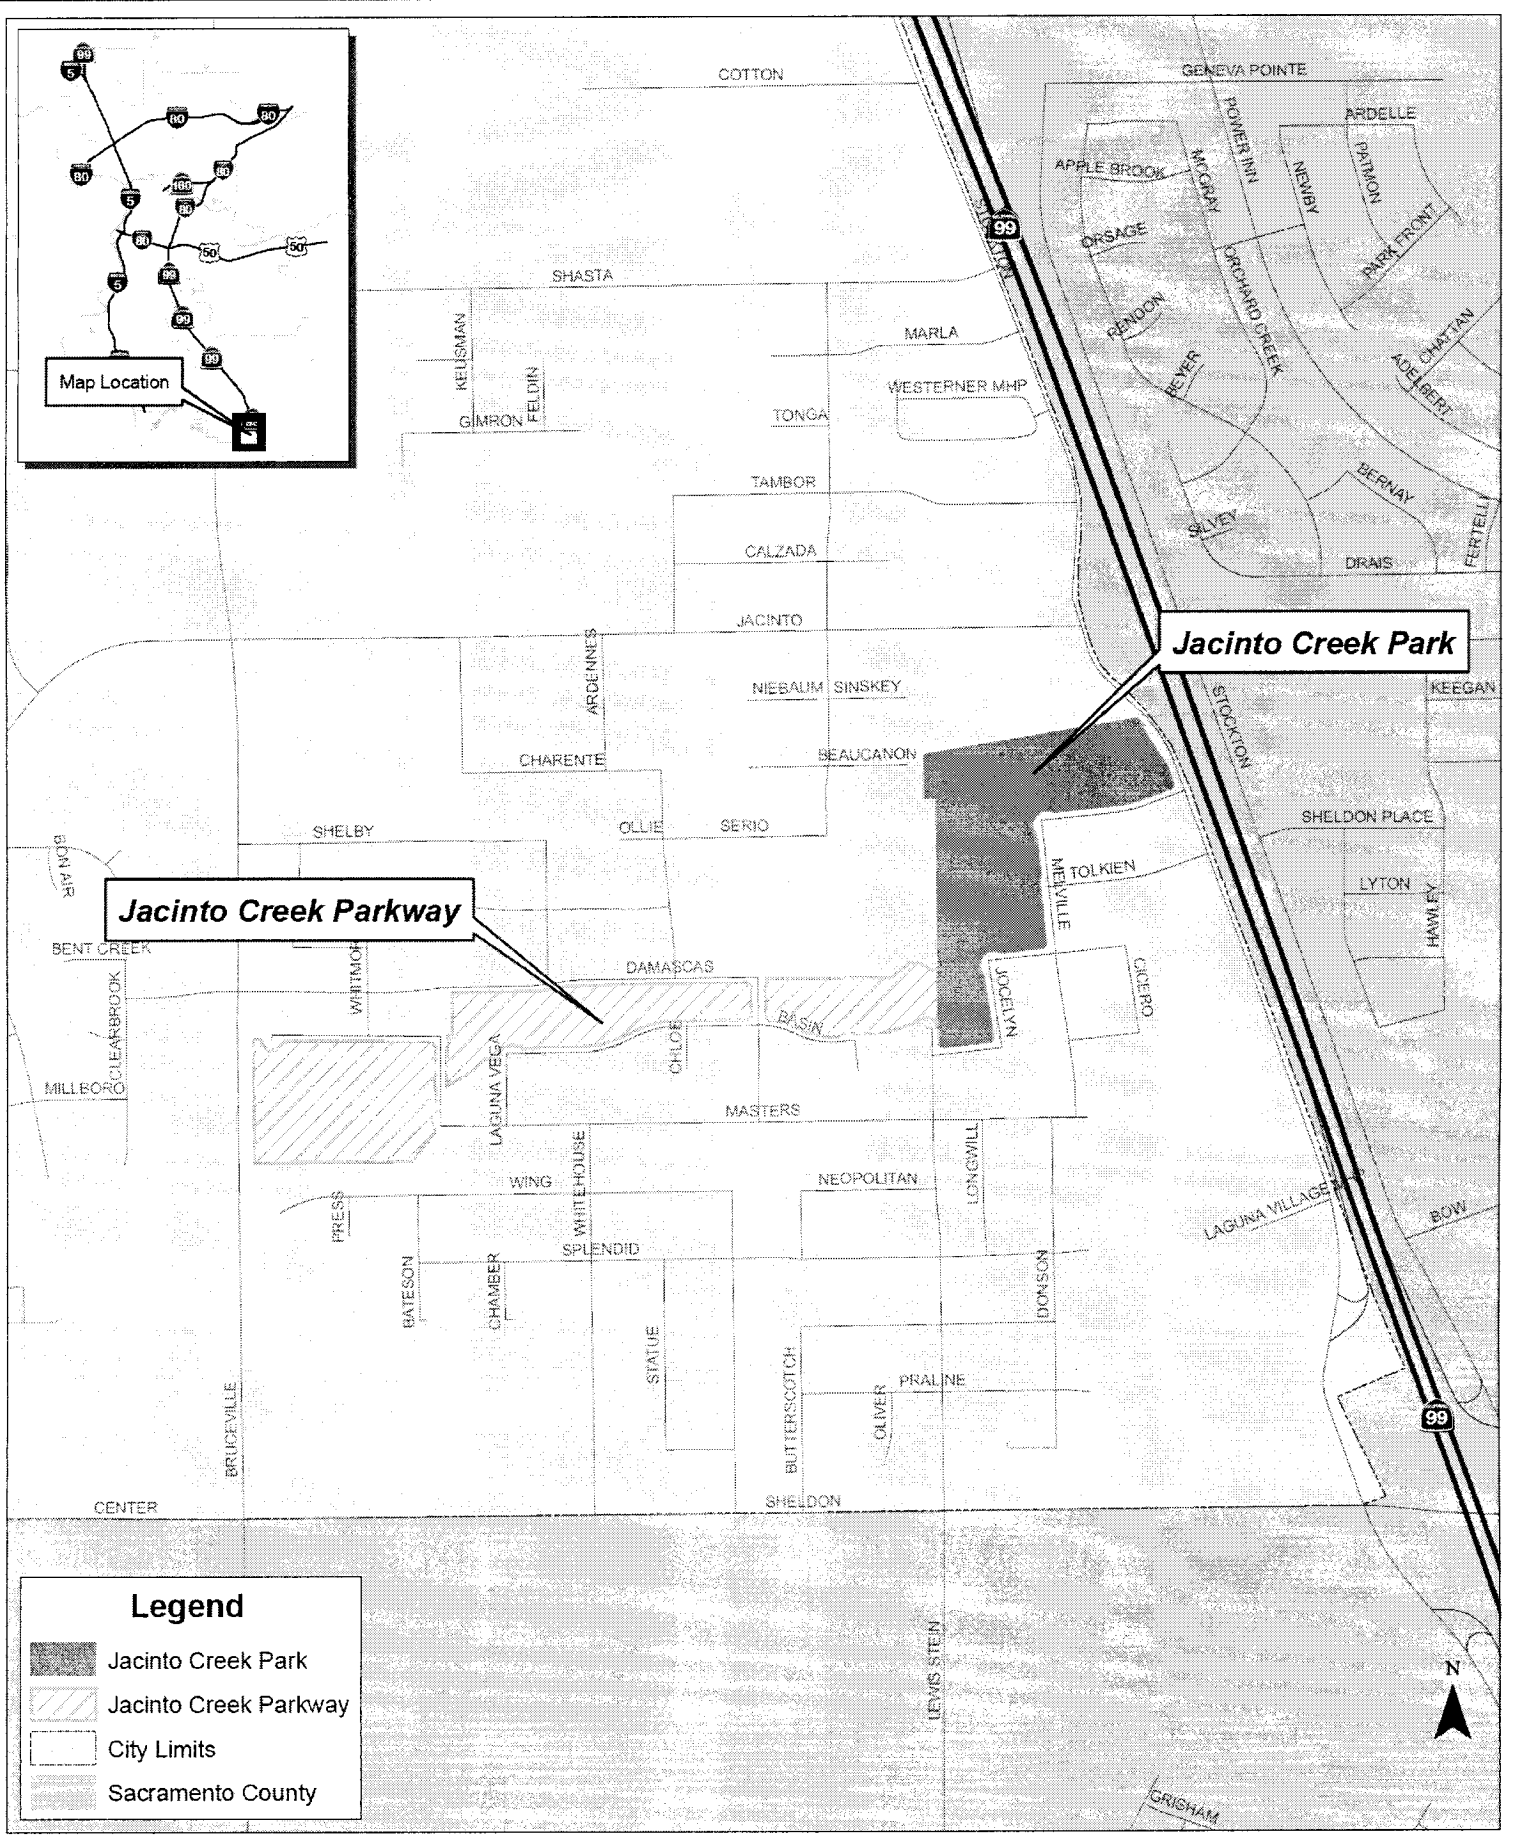 99
5
80
80
80
80
5
160
80
80
50
50
99
5
99
99
Map Location
COTTON
GENEVA POINTE
POWER INN
ARDELLE
PATMON
APPLE BROOK
MCGRAY
NEWBY
ORSAGE
PARK FRONT
STOCKTON
99
ORCHARD CREEK
SHASTA
RENDON
CHATTAN
KEUSMAN
MARLA
BEYER
ADELBERT
FELDIN
WESTERNER MHP
GIMRON
TONGA
TAMBOR
BERNAY
CALZADA
SILVEY
FERTELL
DRAIS
JACINTO
Jacinto Creek Park
ARDENNES
NIEBAUM SINSKEY
KEEGAN
STOCKTON
CHARENTE
BEAUCANON
SHELBY
OLLIE
SERIO
SHELDON PLACE
BON AIR
MELVILLE
TOLKIEN
LYTON
HAWLEY
Jacinto Creek Parkway
BENT CREEK
WHITMOR
DAMASCAS
CLEARBROOK
JOCELYN
CICERO
BASIN
CHLOE
LAGUNA VEGA
MILLBORO
MASTERS
WHITEHOUSE
LONGWILL
WING
NEOPOLITAN
PRESS
LAGUNA VILLAGE
BOW
SPLENDID
BATESON
CHAMBER
DONSON
STATUE
BUTTERSCOTCH
PRALINE
OLIVER
BRUCEVILLE
99
CENTER
SHELDON
Legend
Jacinto Creek Park
Jacinto Creek Parkway
City Limits
Sacramento County
LEWIS STEIN
N
GRISHAM